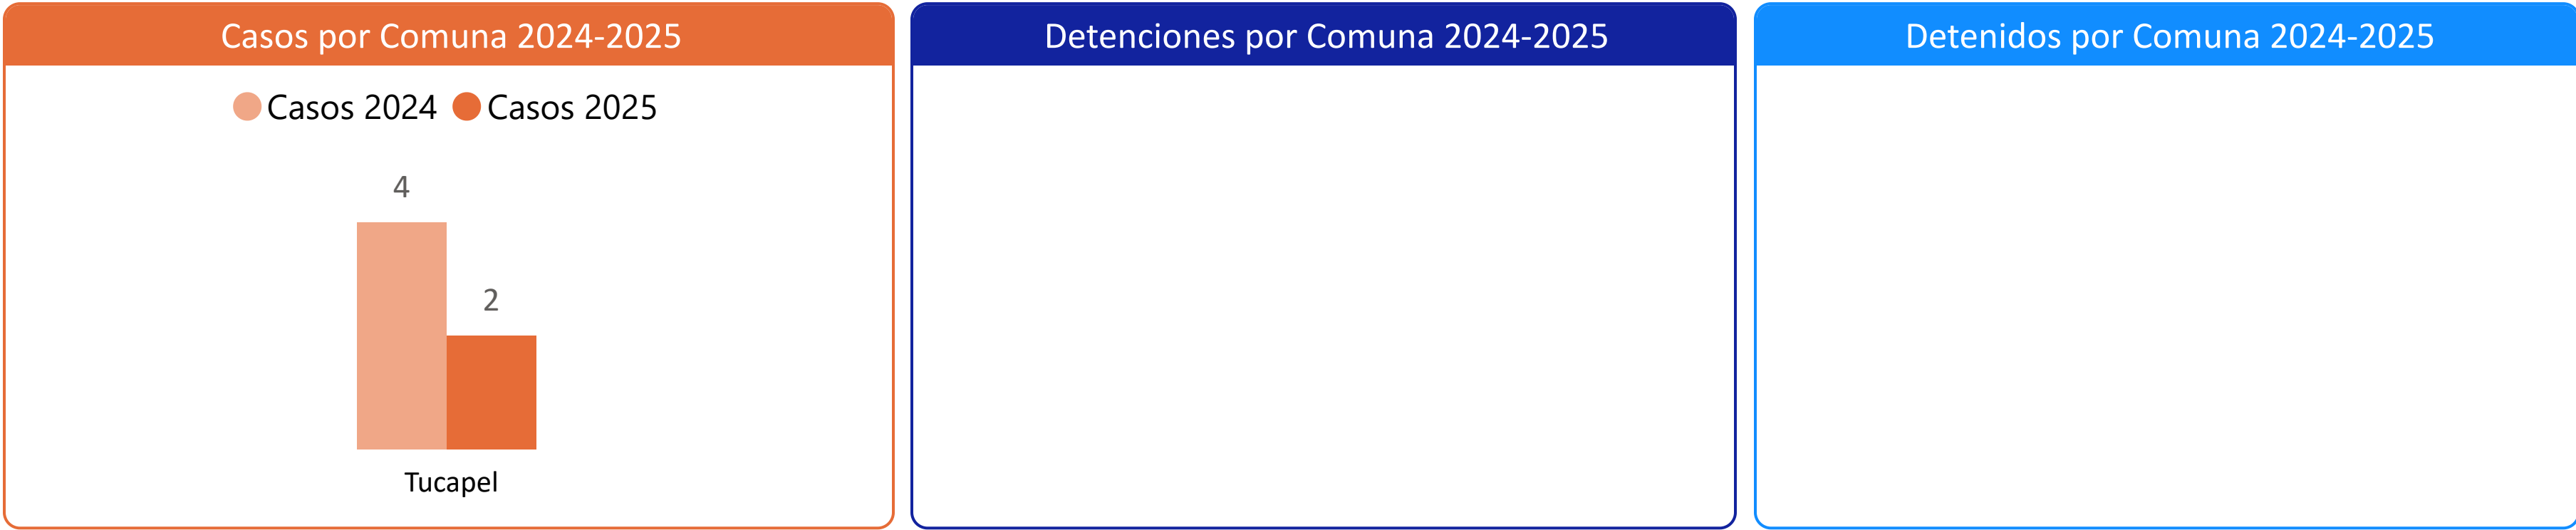 Casos por Comuna 2024-2025
Casos 2024 Casos 2025
4
2
Tucapel
Detenciones por Comuna 2024-2025
Detenidos por Comuna 2024-2025